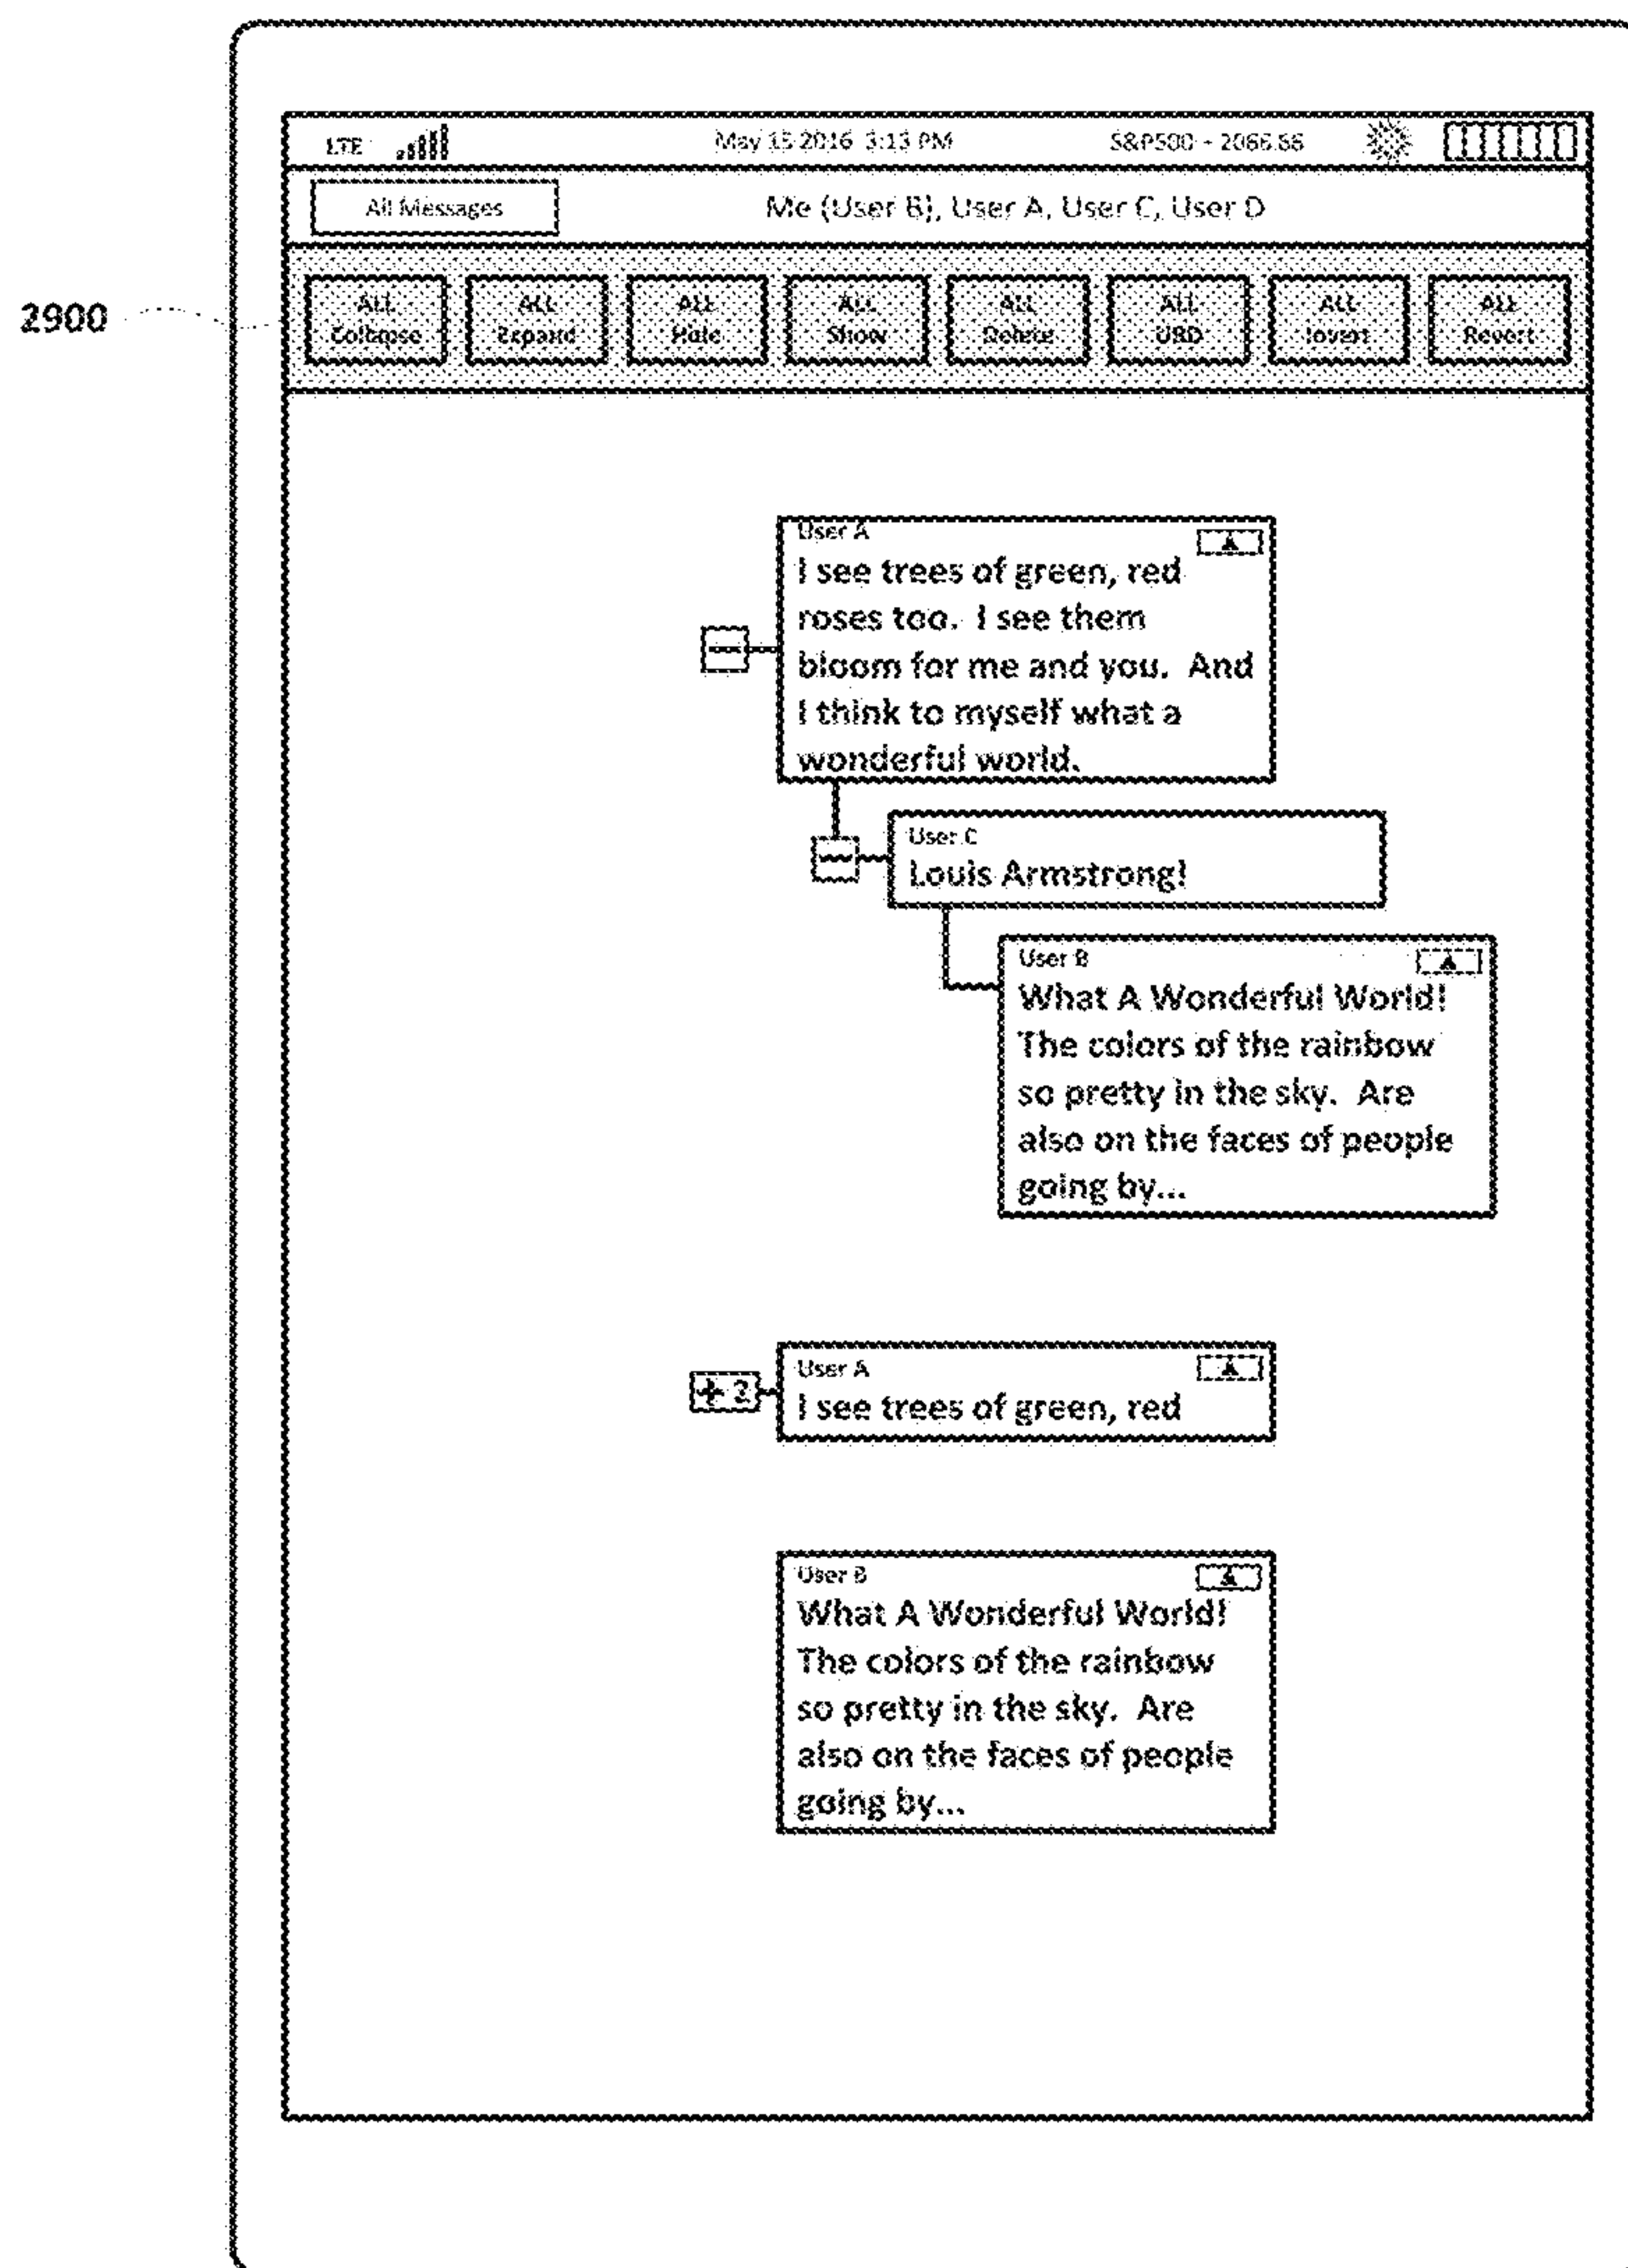 LTE May 15 2016 3:13 PM S&P500 - 2066.66
All Messages Me (User B), User A, User C, User D
2900
ALL Collapse
ALL Expand
ALL Hide
ALL Show
ALL Delete
ALL UBD
ALL Invert
ALL Revert
User A
I see trees of green, red
roses too. I see them
bloom for me and you. And
I think to myself what a
wonderful world.
User C
Louis Armstrong!
User B
What A Wonderful World!
The colors of the rainbow
so pretty in the sky. Are
also on the faces of people
going by...
+ 2
User A
I see trees of green, red
User B
What A Wonderful World!
The colors of the rainbow
so pretty in the sky. Are
also on the faces of people
going by...